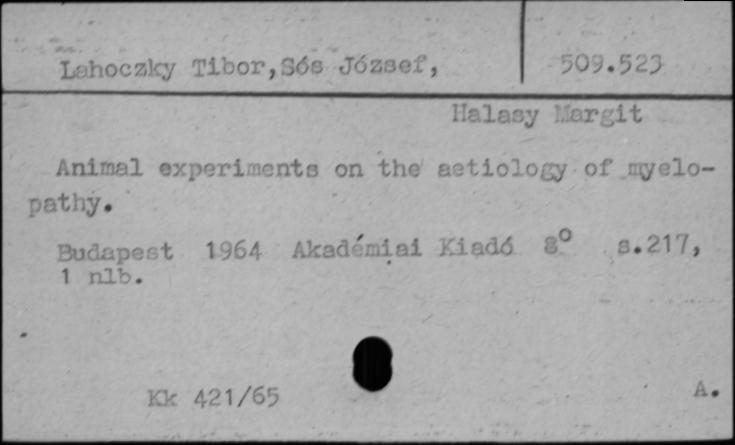 Lahoczky Tibor,Sós József,
509.523
Halasy Margit
Animal experiments on the aetiology of myelo-
pathy.
Budapest 1964 Akadémiai Kiadó 8° s.217,
1 nlb.
Kk 421/65
A.